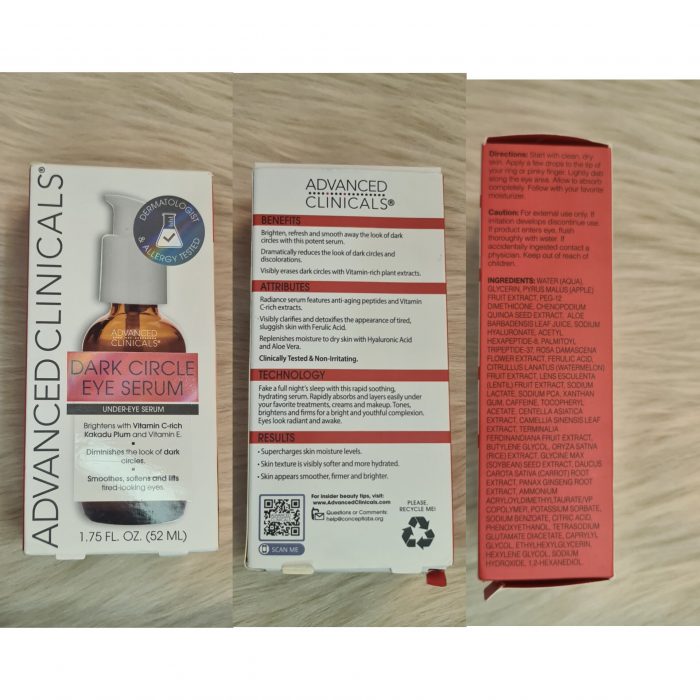 ADVANCED CLINICALS®
DERMATOLOGIST
& ALLERGY TESTED
ADVANCED
CLINICALS®
DARK CIRCLE
EYE SERUM
UNDER-EYE SERUM
Brightens with Vitamin C-rich
Kakadu Plum and Vitamin E.
Diminishes the look of dark
circles.
Smoothes, softens and lifts
tired-looking eyes.
1.75 FL. OZ. (52 ML)
ADVANCED
CLINICALS®
BENEFITS
Brighten, refresh and smooth away the look of dark
circles with this potent serum.
Dramatically reduces the look of dark circles and
discolorations.
Visibly erases dark circles with Vitamin-rich plant extracts.
ATTRIBUTES
Radiance serum features anti-aging peptides and Vitamin
C-rich extracts.
Visibly clarifies and detoxifies the appearance of tired,
sluggish skin with Ferulic Acid.
Replenishes moisture to dry skin with Hyaluronic Acid
and Aloe Vera.
Clinically Tested & Non-Irritating.
TECHNOLOGY
Fake a full night's sleep with this rapid soothing,
hydrating serum. Rapidly absorbs and layers easily under
your favorite treatments, creams and makeup. Tones,
brightens and firms for a bright and youthful complexion.
Eyes look radiant and awake.
RESULTS
• Supercharges skin moisture levels.
• Skin texture is visibly softer and more hydrated.
• Skin appears smoother, firmer and brighter.
For insider beauty tips, visit:
www.AdvancedClinicals.com
Questions or Comments:
help@conceptlabs.com
PLEASE,
RECYCLE ME!
SCAN ME
Directions: Start with clean, dry
skin. Apply a few drops to the tip of
your ring or pinky finger. Lightly dab
along the eye area. Allow to absorb
completely. Follow with your favorite
moisturizer.
Caution: For external use only. If
irritation develops discontinue use.
If product enters eye, flush
thoroughly with water. If
accidentally ingested contact a
physician. Keep out of reach of
children.
INGREDIENTS: WATER (AQUA),
GLYCERIN, PYRUS MALUS (APPLE)
FRUIT EXTRACT, PEG-12
DIMETHICONE, CHENOPODIUM
QUINOA SEED EXTRACT, ALOE
BARBADENSIS LEAF JUICE, SODIUM
HYALURONATE, ACETYL
HEXAPEPTIDE-8, PALMITOYL
TRIPEPTIDE-37, ROSA DAMASCENA
FLOWER EXTRACT, FERULIC ACID,
CITRULLUS LANATUS (WATERMELON)
FRUIT EXTRACT, LENS ESCULENTA
(LENTIL) FRUIT EXTRACT, SODIUM
LACTATE, SODIUM PCA, XANTHAN
GUM, CAFFEINE, TOCOPHERYL
ACETATE, CENTELLA ASIATICA
EXTRACT, CAMELLIA SINENSIS LEAF
EXTRACT, TERMINALIA
FERDINANDIANA FRUIT EXTRACT,
BUTYLENE GLYCOL, ORYZA SATIVA
(RICE) EXTRACT, GLYCINE MAX
(SOYBEAN) SEED EXTRACT, DAUCUS
CAROTA SATIVA (CARROT) ROOT
EXTRACT, PANAX GINSENG ROOT
EXTRACT, AMMONIUM
ACRYLOYLDIMETHYLTAURATE/VP
COPOLYMER, POTASSIUM SORBATE,
SODIUM BENZOATE, CITRIC ACID,
PHENOXYETHANOL, TETRASODIUM
GLUTAMATE DIACETATE, CAPRYLYL
GLYCOL, ETHYLHEXYLGLYCERIN,
HEXYLENE GLYCOL, SODIUM
HYDROXIDE, 1,2-HEXANEDIOL.